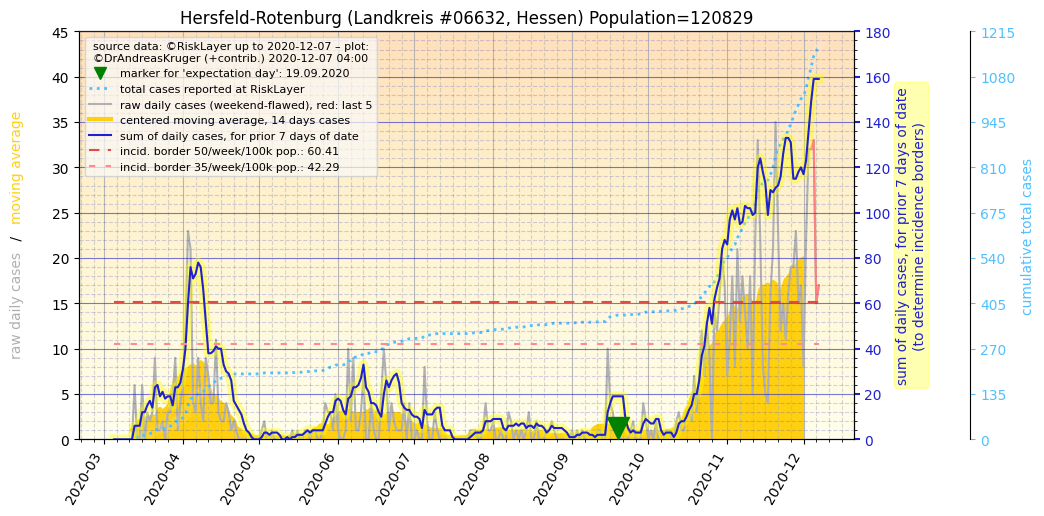 Hersfeld-Rotenburg (Landkreis #06632, Hessen) Population=120829
source data: ©RiskLayer up to 2020-12-07 – plot:
©DrAndreasKruger (+contrib.) 2020-12-07 04:00
marker for 'expectation day': 19.09.2020
total cases reported at RiskLayer
raw daily cases (weekend-flawed), red: last 5
centered moving average, 14 days cases
sum of daily cases, for prior 7 days of date
incid. border 50/week/100k pop.: 60.41
incid. border 35/week/100k pop.: 42.29
raw daily cases / moving average
45
40
35
30
25
20
15
10
5
0
2020-03
2020-04
2020-05
2020-06
2020-07
2020-08
2020-09
2020-10
2020-11
2020-12
180
160
140
120
100
80
60
40
20
0
sum of daily cases, for prior 7 days of date
(to determine incidence borders)
1215
1080
945
810
675
540
405
270
135
0
cumulative total cases